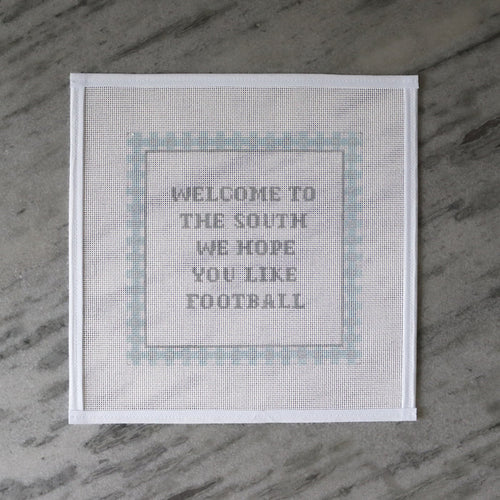 WELCOME TO
THE SOUTH
WE HOPE
YOU LIKE
FOOTBALL